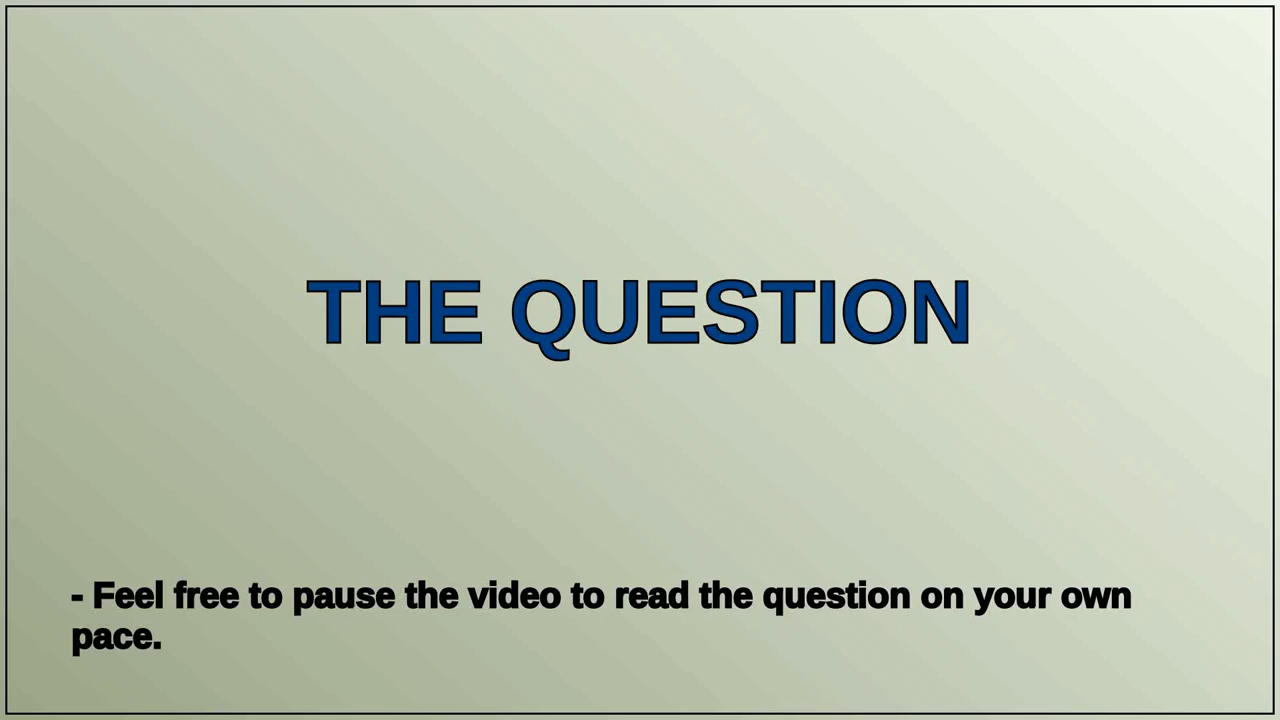 THE QUESTION
- Feel free to pause the video to read the question on your own
pace.